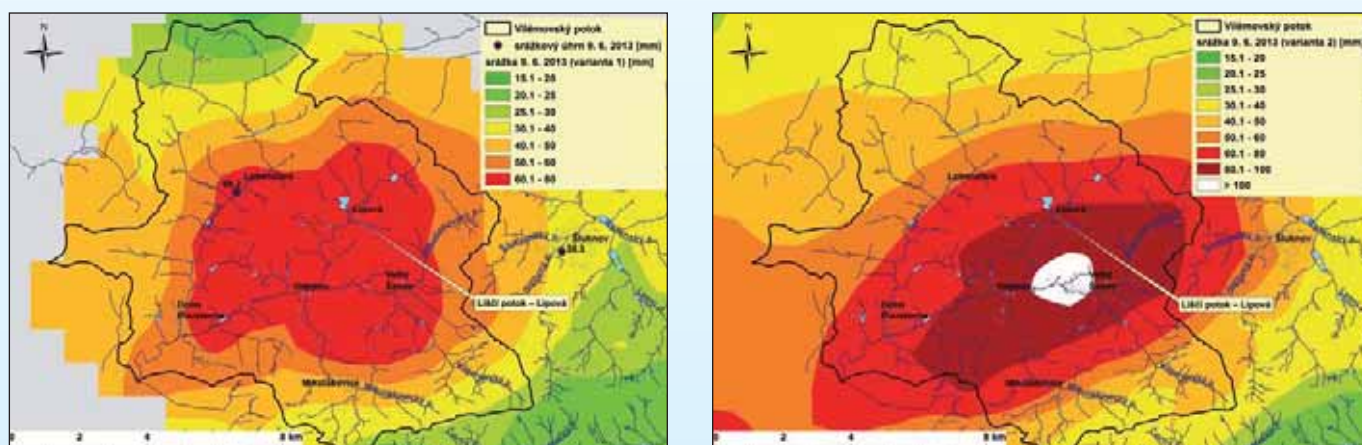 N
Vilémovský potok
srážkový úhrn 9. 6. 2013 [mm]
srážka 9. 6. 2013 (varianta 1) [mm]
15.1 - 20
20.1 - 25
25.1 - 30
30.1 - 40
40.1 - 50
50.1 - 60
60.1 - 80
Lipová
Šluknov
Velký
Šenov
Vilémov
Dolní
Poustevna
Mikulášovice
Liščí potok – Lipová
0 2 4 8 km
N
Vilémovský potok
srážka 9. 6. 2013 (varianta 2) [mm]
15.1 - 20
20.1 - 25
25.1 - 30
30.1 - 40
40.1 - 50
50.1 - 60
60.1 - 80
80.1 - 100
> 100
Lipová
Šluknov
Velký
Šenov
Vilémov
Dolní
Poustevna
Mikulášovice
Liščí potok – Lipová
0 2 4 8 km